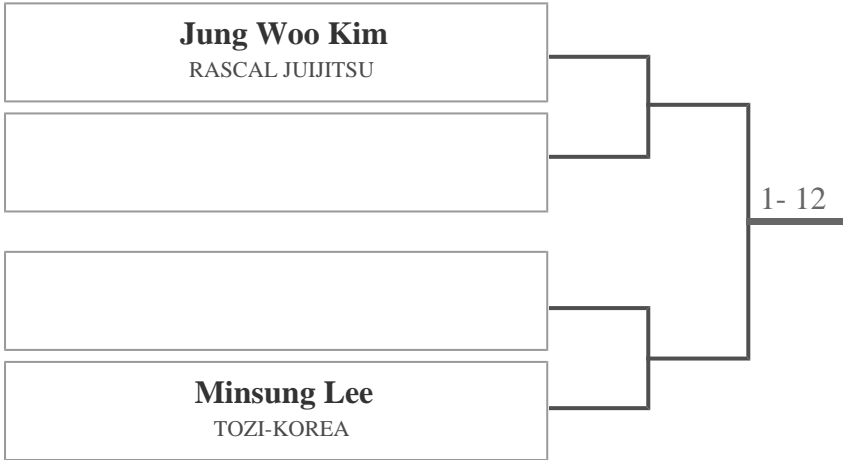 Jung Woo Kim
RASCAL JUIJITSU
1- 12
Minsung Lee
TOZI-KOREA